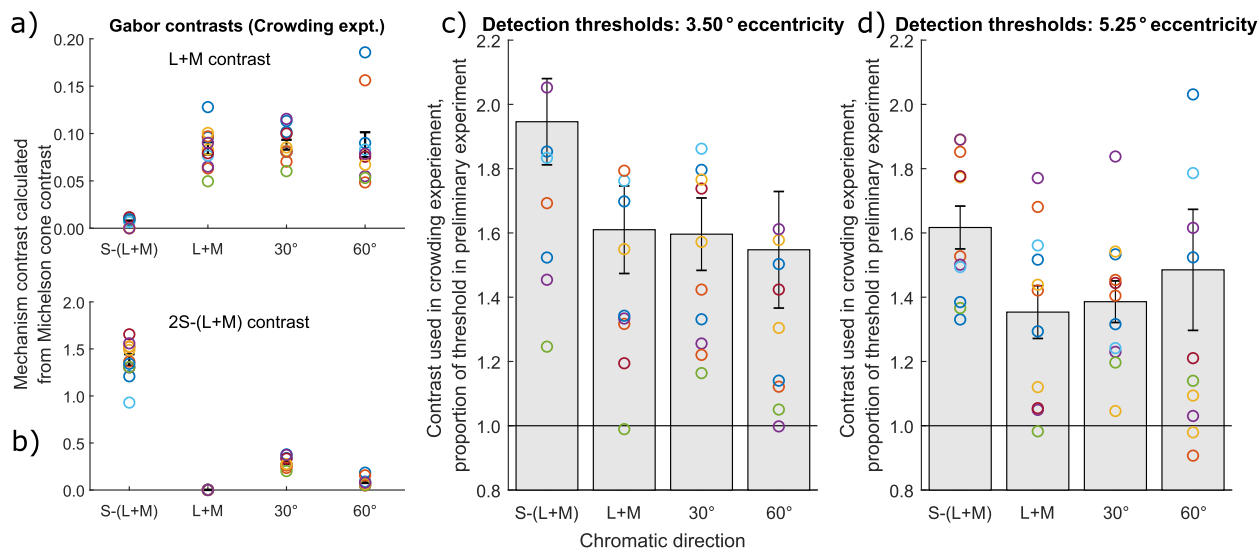 a)
Gabor contrasts (Crowding expt.)
L+M contrast
0.20
0.15
0.10
0.05
0.00
S-(L+M)
L+M
30°
60°
Mechanism contrast calculated
from Michelson cone contrast
b)
2S-(L+M) contrast
2.0
1.5
1.0
0.5
0.0
S-(L+M)
L+M
30°
60°
c)
Detection thresholds: 3.50° eccentricity
Contrast used in crowding experiement,
proportion of threshold in preliminary experiment
2.2
2.0
1.8
1.6
1.4
1.2
1.0
0.8
S-(L+M)
L+M
30°
60°
Chromatic direction
d)
Detection thresholds: 5.25° eccentricity
Contrast used in crowding experiement,
proportion of threshold in preliminary experiment
2.2
2.0
1.8
1.6
1.4
1.2
1.0
0.8
S-(L+M)
L+M
30°
60°